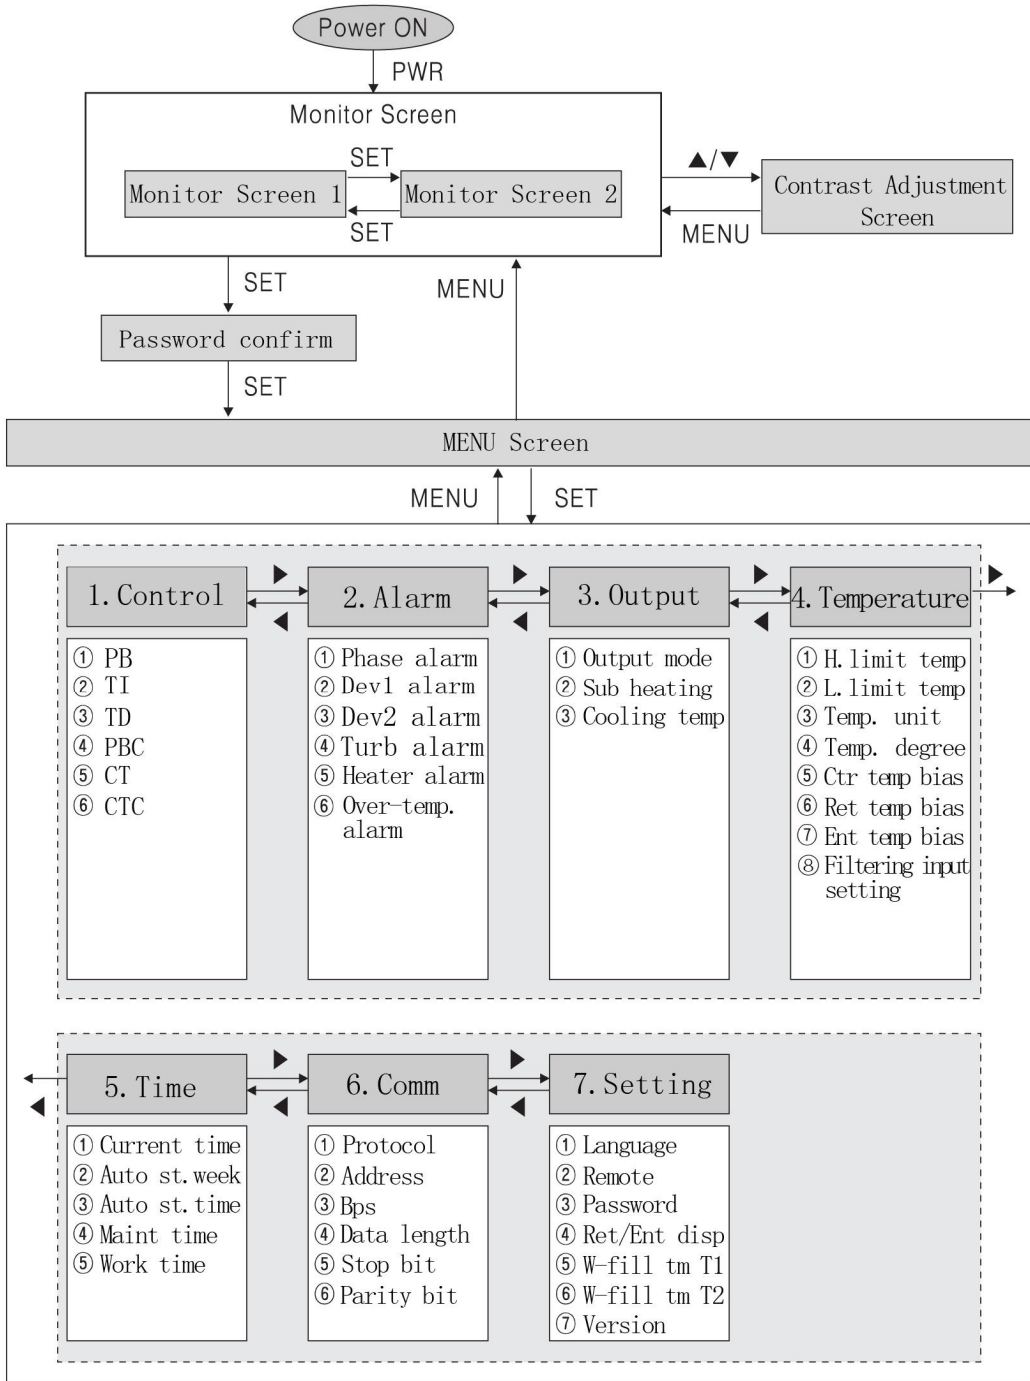 Power ON
PWR
Monitor Screen
SET
▲/▼
Monitor Screen 1
Monitor Screen 2
Contrast Adjustment
Screen
SET
MENU
SET
MENU
Password confirm
SET
MENU Screen
MENU
SET
1.Control
① PB
② TI
③ TD
④ PBC
⑤ CT
⑥ CTC
2.Alarm
① Phase alarm
② Dev1 alarm
③ Dev2 alarm
④ Turb alarm
⑤ Heater alarm
⑥ Over-temp.
alarm
3.Output
① Output mode
② Sub heating
③ Cooling temp
4.Temperature
① H.limit temp
② L.limit temp
③ Temp. unit
④ Temp. degree
⑤ Ctr temp bias
⑥ Ret temp bias
⑦ Ent temp bias
⑧ Filtering input
setting
5.Time
① Current time
② Auto st.week
③ Auto st.time
④ Maint time
⑤ Work time
6.Comm
① Protocol
② Address
③ Bps
④ Data length
⑤ Stop bit
⑥ Parity bit
7.Setting
① Language
② Remote
③ Password
④ Ret/Ent disp
⑤ W-fill tm T1
⑥ W-fill tm T2
⑦ Version